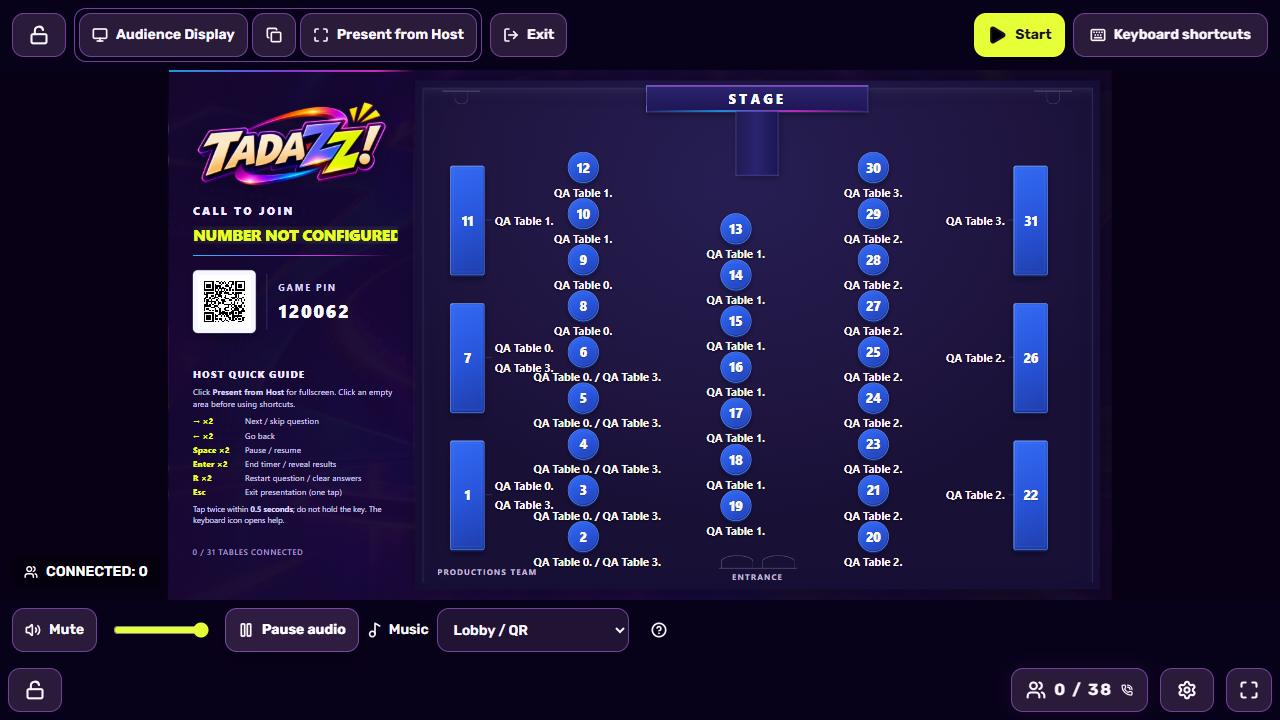 Audience Display
Present from Host
Exit
Start
Keyboard shortcuts
TADAZZ!
CALL TO JOIN
NUMBER NOT CONFIGURED
GAME PIN
120062
HOST QUICK GUIDE
Click Present from Host for fullscreen. Click an empty
area before using shortcuts.
→ ×2 Next / skip question
← ×2 Go back
Space ×2 Pause / resume
Enter ×2 End timer / reveal results
R ×2 Restart question / clear answers
Esc Exit presentation (one tap)
Tap twice within 0.5 seconds; do not hold the key. The
keyboard icon opens help.
0 / 31 TABLES CONNECTED
STAGE
11
QA Table 1.
7
QA Table 0.
QA Table 3.
1
QA Table 0.
QA Table 3.
12
QA Table 1.
10
QA Table 1.
9
QA Table 0.
8
QA Table 0.
6
QA Table 0. / QA Table 3.
5
QA Table 0. / QA Table 3.
4
QA Table 0. / QA Table 3.
3
QA Table 0. / QA Table 3.
2
QA Table 0. / QA Table 3.
13
QA Table 1.
14
QA Table 1.
15
QA Table 1.
16
QA Table 1.
17
QA Table 1.
18
QA Table 1.
19
QA Table 1.
30
QA Table 3.
29
QA Table 2.
28
QA Table 2.
27
QA Table 2.
25
QA Table 2.
24
QA Table 2.
23
QA Table 2.
21
QA Table 2.
20
QA Table 2.
QA Table 3.
31
QA Table 2.
26
QA Table 2.
22
PRODUCTIONS TEAM
ENTRANCE
CONNECTED: 0
Mute
Pause audio
Music
Lobby / QR
0 / 38